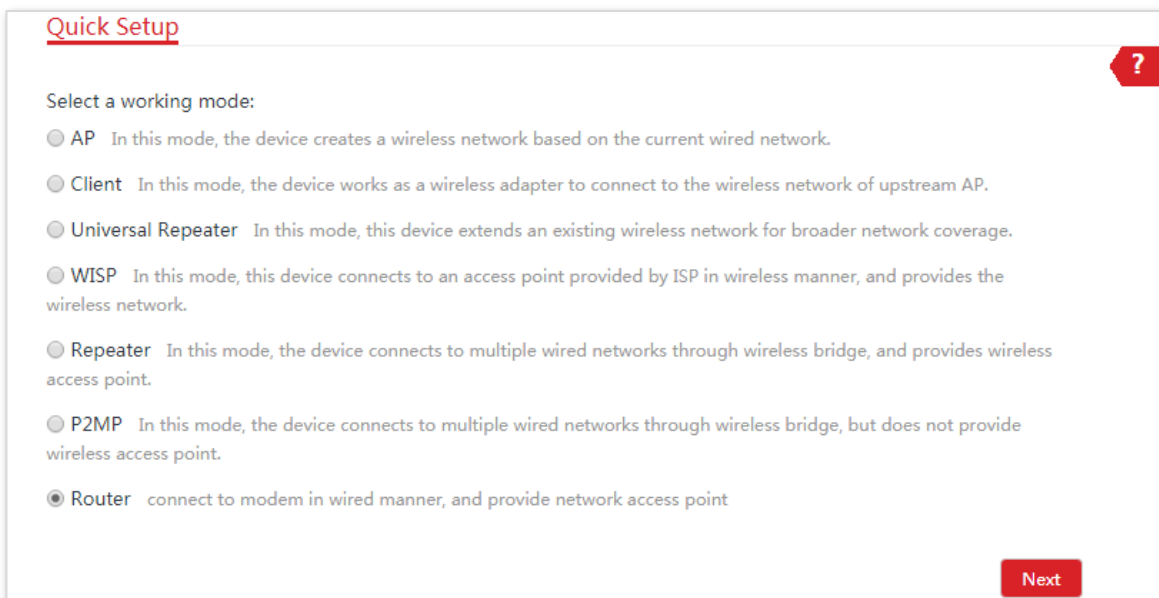 Quick Setup
?
Select a working mode:
AP In this mode, the device creates a wireless network based on the current wired network.
Client In this mode, the device works as a wireless adapter to connect to the wireless network of upstream AP.
Universal Repeater In this mode, this device extends an existing wireless network for broader network coverage.
WISP In this mode, this device connects to an access point provided by ISP in wireless manner, and provides the
wireless network.
Repeater In this mode, the device connects to multiple wired networks through wireless bridge, and provides wireless
access point.
P2MP In this mode, the device connects to multiple wired networks through wireless bridge, but does not provide
wireless access point.
Router connect to modem in wired manner, and provide network access point
Next